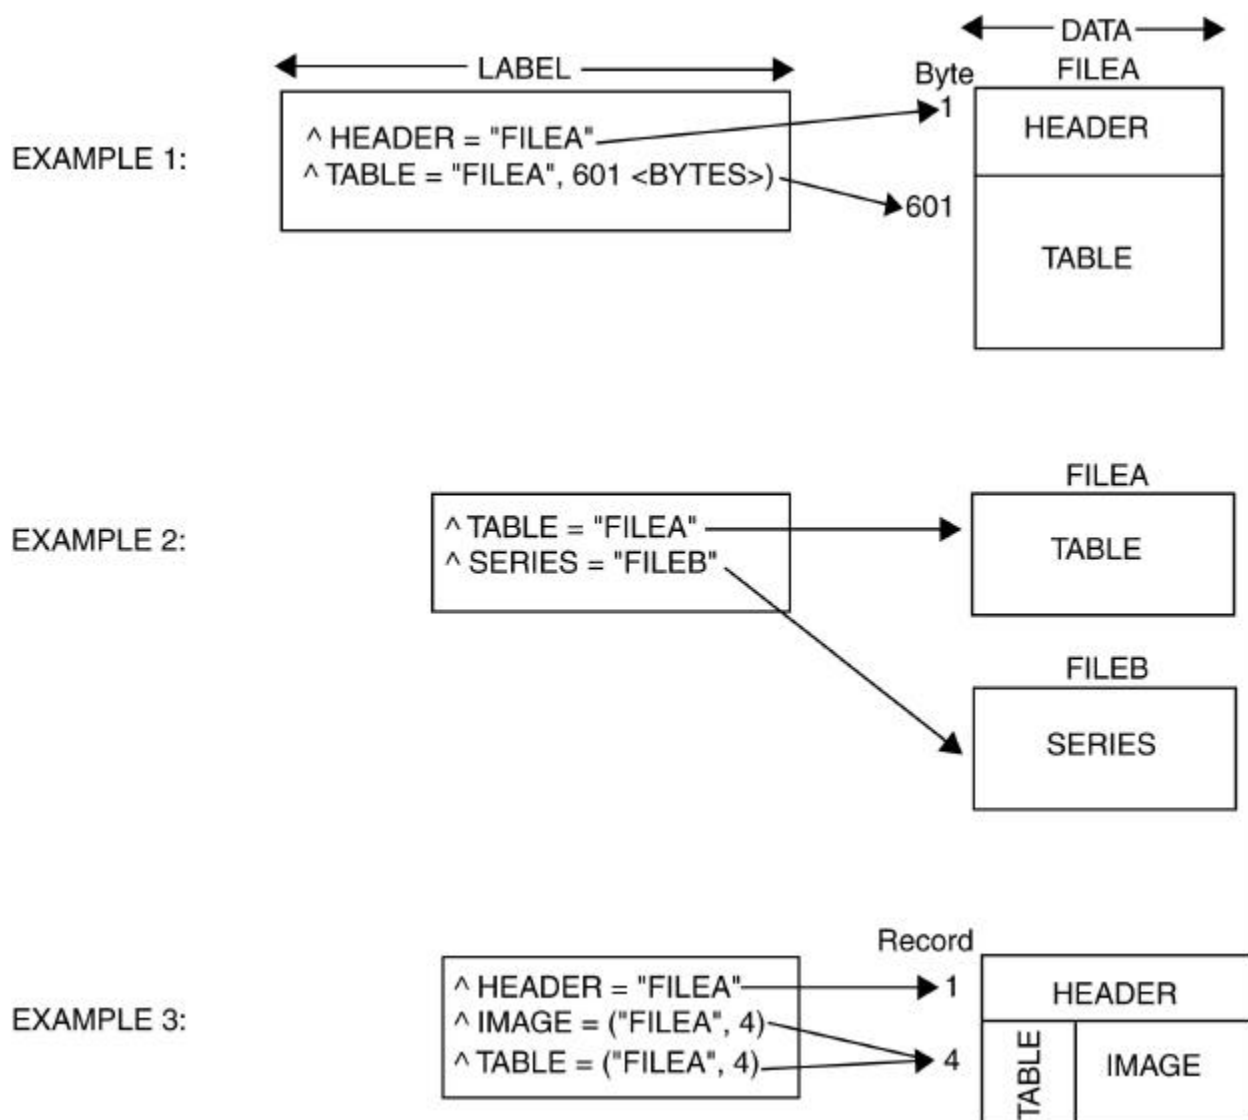 DATA
LABEL
Byte
FILEA
EXAMPLE 1:
^ HEADER = "FILEA"
^ TABLE = "FILEA", 601 <BYTES>)
1
601
HEADER
TABLE
EXAMPLE 2:
^ TABLE = "FILEA"
^ SERIES = "FILEB"
FILEA
TABLE
FILEB
SERIES
EXAMPLE 3:
^ HEADER = "FILEA"
^ IMAGE = ("FILEA", 4)
^ TABLE = ("FILEA", 4)
Record
1
4
HEADER
TABLE
IMAGE